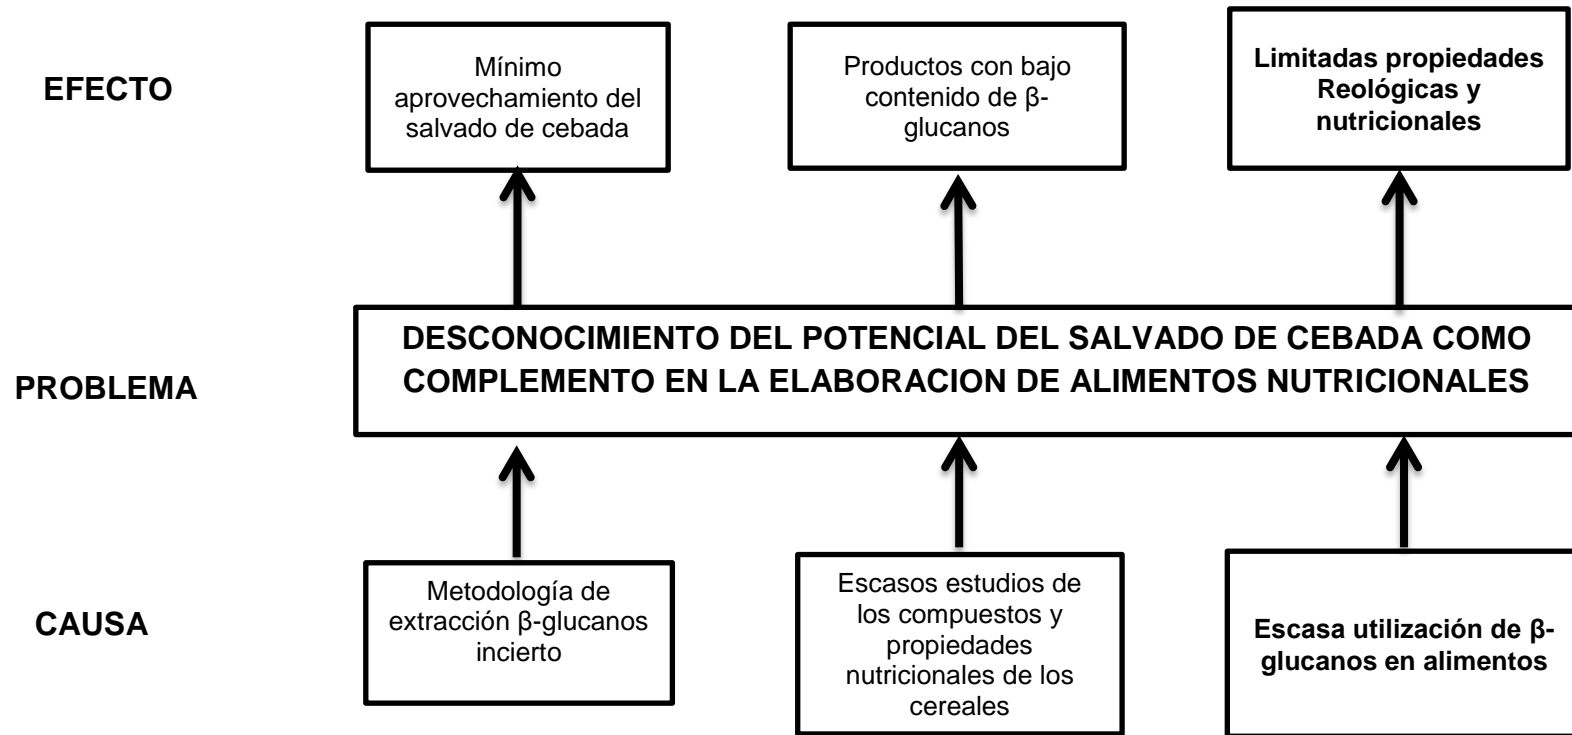 EFECTO
Mínimo
aprovechamiento del
salvado de cebada
Productos con bajo
contenido de β-
glucanos
Limitadas propiedades
Reológicas y
nutricionales
PROBLEMA
DESCONOCIMIENTO DEL POTENCIAL DEL SALVADO DE CEBADA COMO
COMPLEMENTO EN LA ELABORACION DE ALIMENTOS NUTRICIONALES
CAUSA
Metodología de
extracción β-glucanos
incierto
Escasos estudios de
los compuestos y
propiedades
nutricionales de los
cereales
Escasa utilización de β-
glucanos en alimentos